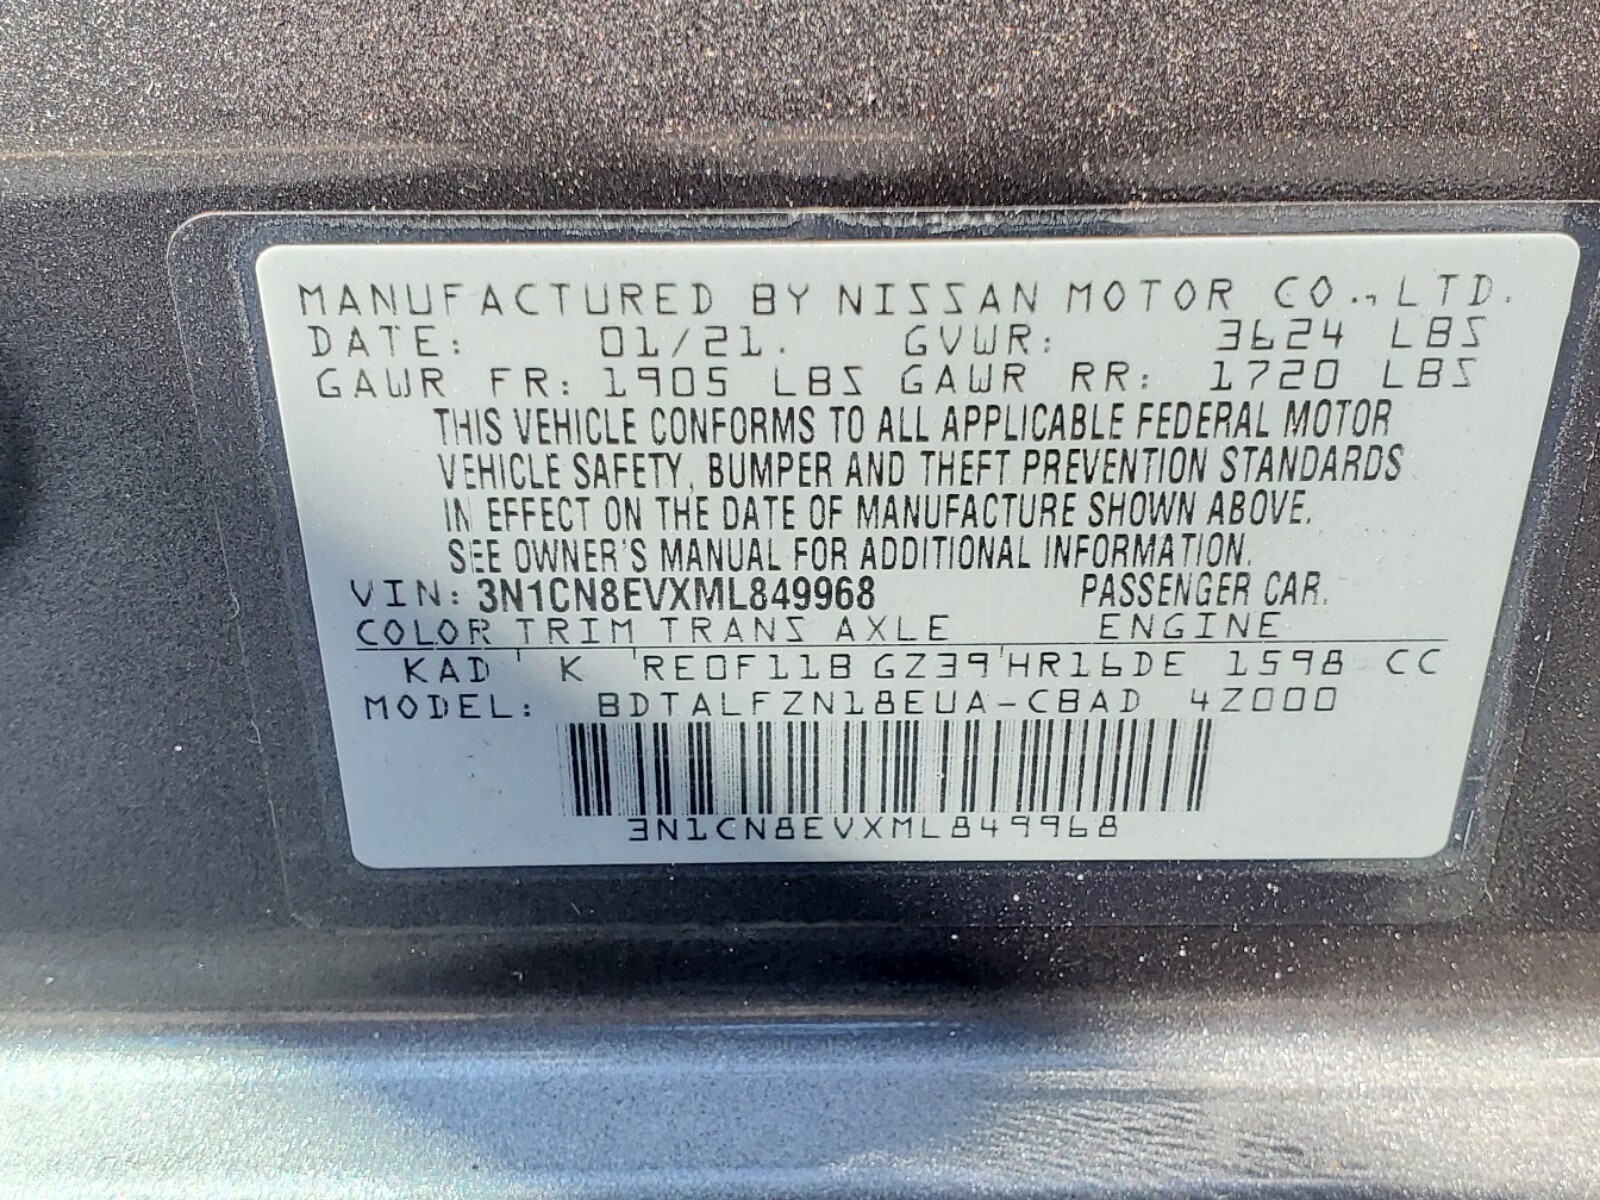 MANUFACTURED BY NISSAN MOTOR CO., LTD.
DATE: 01/21. GVWR: 3624 LBS
GAWR FR: 1905 LBS GAWR RR: 1720 LBS
THIS VEHICLE CONFORMS TO ALL APPLICABLE FEDERAL MOTOR
VEHICLE SAFETY, BUMPER AND THEFT PREVENTION STANDARDS
IN EFFECT ON THE DATE OF MANUFACTURE SHOWN ABOVE.
SEE OWNER'S MANUAL FOR ADDITIONAL INFORMATION.
VIN: 3N1CN8EVXML849968 PASSENGER CAR.
COLOR TRIM TRANS AXLE ENGINE
KAD ' K ' RE0F11B GZ39 ' HR16DE 1598 CC
MODEL: BDTALFZN18EUA-CBAD 4Z000
3N1CN8EVXML849968